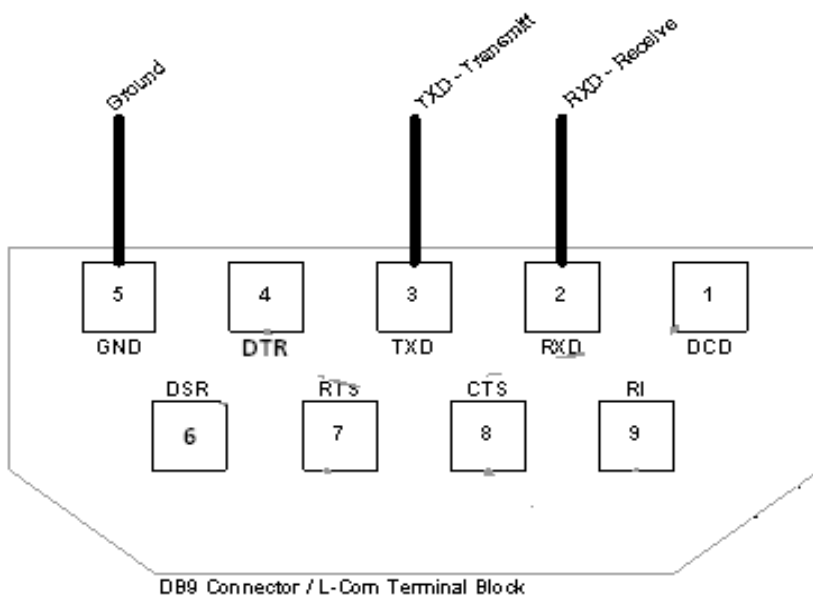 Ground
TXD - Transmitt
RXD - Receive
5 4 3 2 1
GND DTR TXD RXD DCD
DSR RTS CTS RI
6 7 8 9
DB9 Connector / L-Com Terminal Block